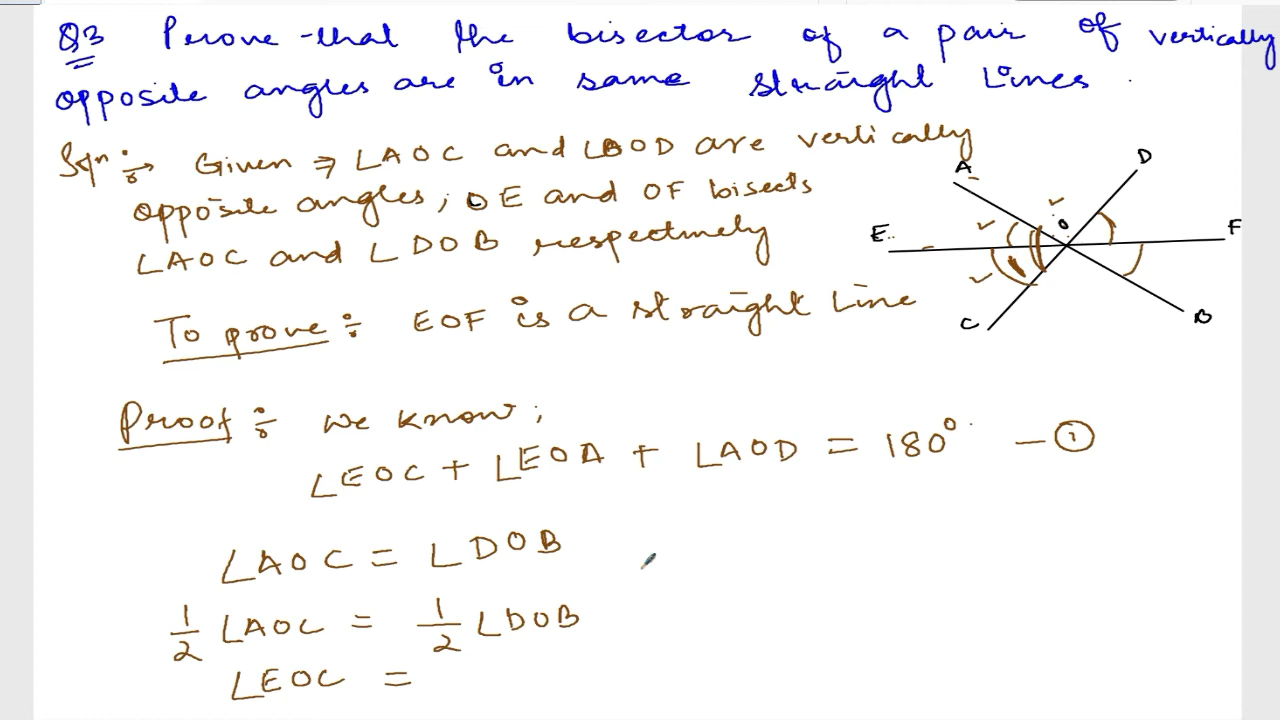 Q3 Prove that the bisector of a pair of vertically
opposite angles are in same straight Lines.
Sol^n :→ Given ⇒ ∠AOC and ∠BOD are vertically
opposite angles, OE and OF bisects
∠AOC and ∠DOB respectively
To prove : EOF is a straight Line
A
D
O
E
F
C
B
Proof : we know,
∠EOC + ∠EOA + ∠AOD = 180° — ①
∠AOC = ∠DOB
1/2 ∠AOC = 1/2 ∠DOB
∠EOC =